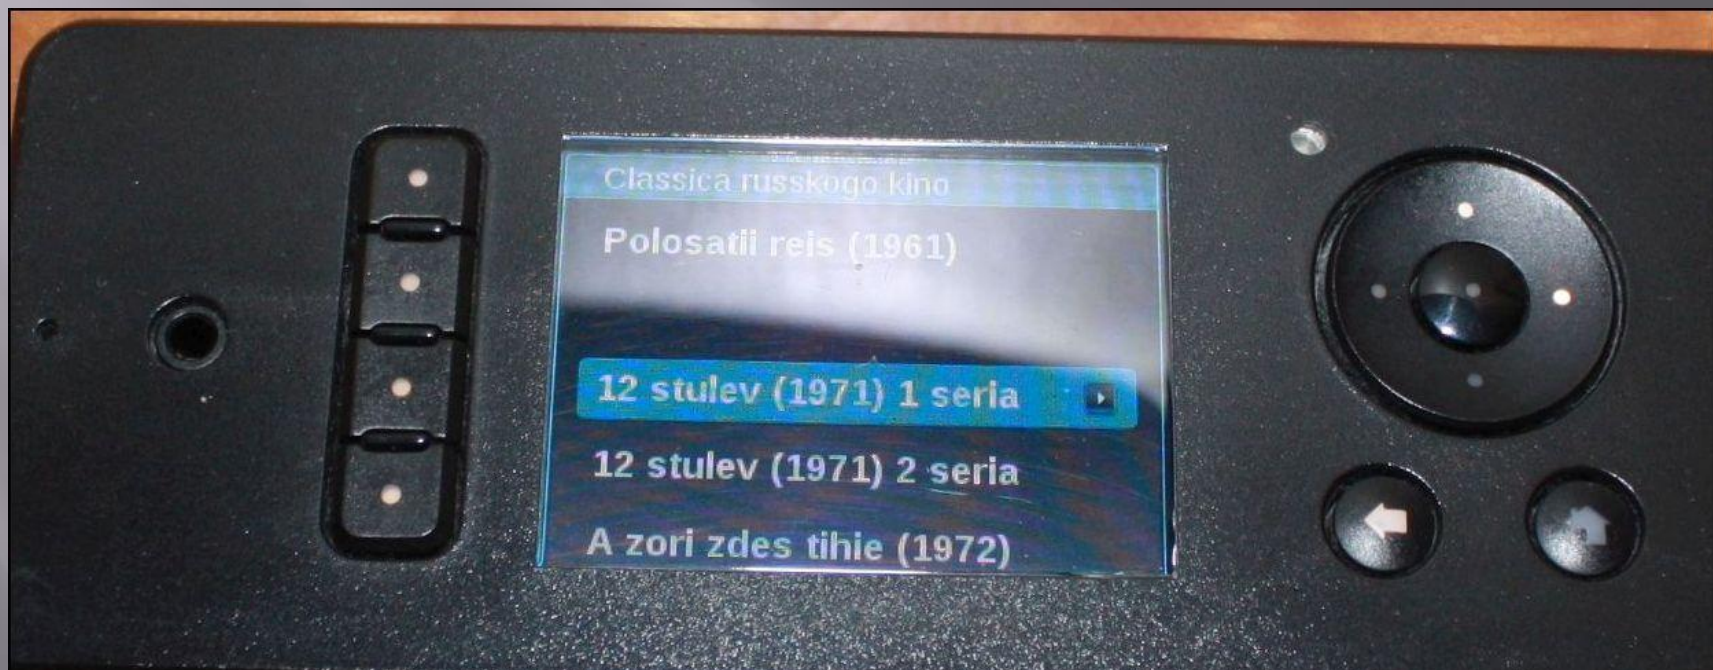 Classica russkogo kino
Polosatii reis (1961)
12 stulev (1971) 1 seria
12 stulev (1971) 2 seria
A zori zdes tihie (1972)